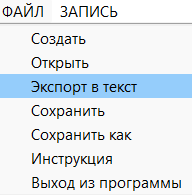 ФАЙЛ ЗАПИСЬ
Создать
Открыть
Экспорт в текст
Сохранить
Сохранить как
Инструкция
Выход из программы